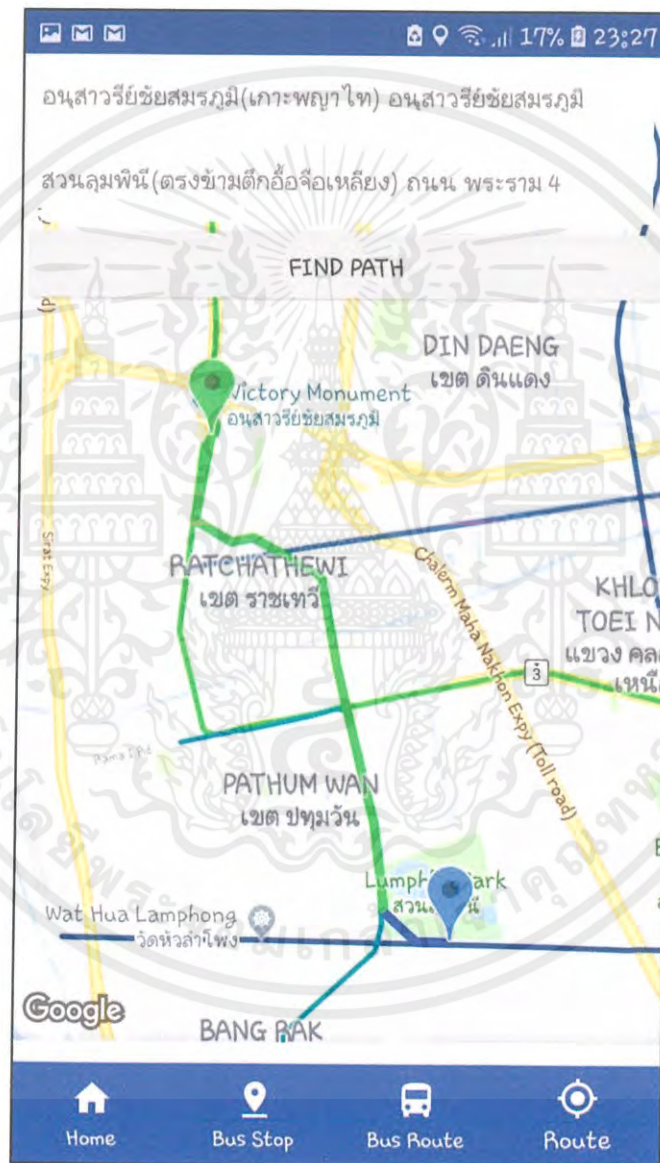 17% 23:27
อนุสาวรีย์ชัยสมรภูมิ(เกาะพญาไท) อนุสาวรีย์ชัยสมรภูมิ
สวนลุมพินี(ตรงข้ามตึกอื้อจือเหลียง) ถนน พระราม 4
FIND PATH
DIN DAENG
เขต ดินแดง
Victory Monument
อนุสาวรีย์ชัยสมรภูมิ
Sirat Expy
RATCHATHEWI
เขต ราชเทวี
Chalerm Maha Nakhon Expy (Toll road)
KHLO
TOEI N
แขวง คล
เหนือ
3
Rama I Rd
PATHUM WAN
เขต ปทุมวัน
Lumph ark
สวน นี
Wat Hua Lamphong
วัดหัวลำโพง
Google
BANG RAK
Home
Bus Stop
Bus Route
Route